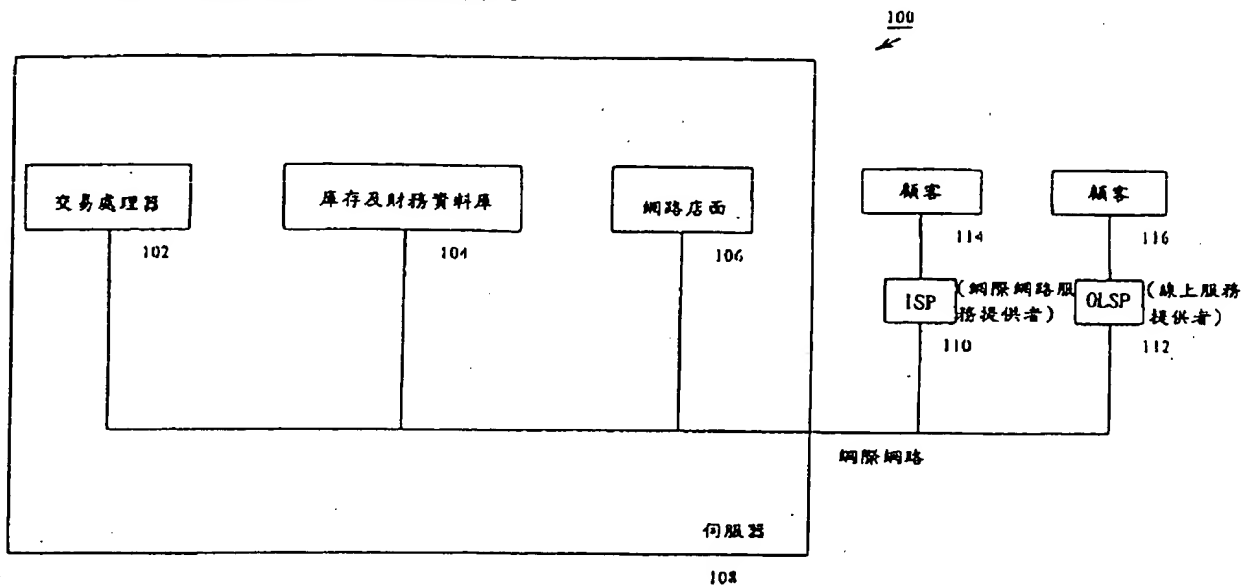 100
交易處理器
庫存及財務資料庫
網路店面
顧客
顧客
102
104
106
114
116
ISP
(網際網路服
務提供者)
OLSP
(線上服務
提供者)
110
112
網際網路
伺服器
108